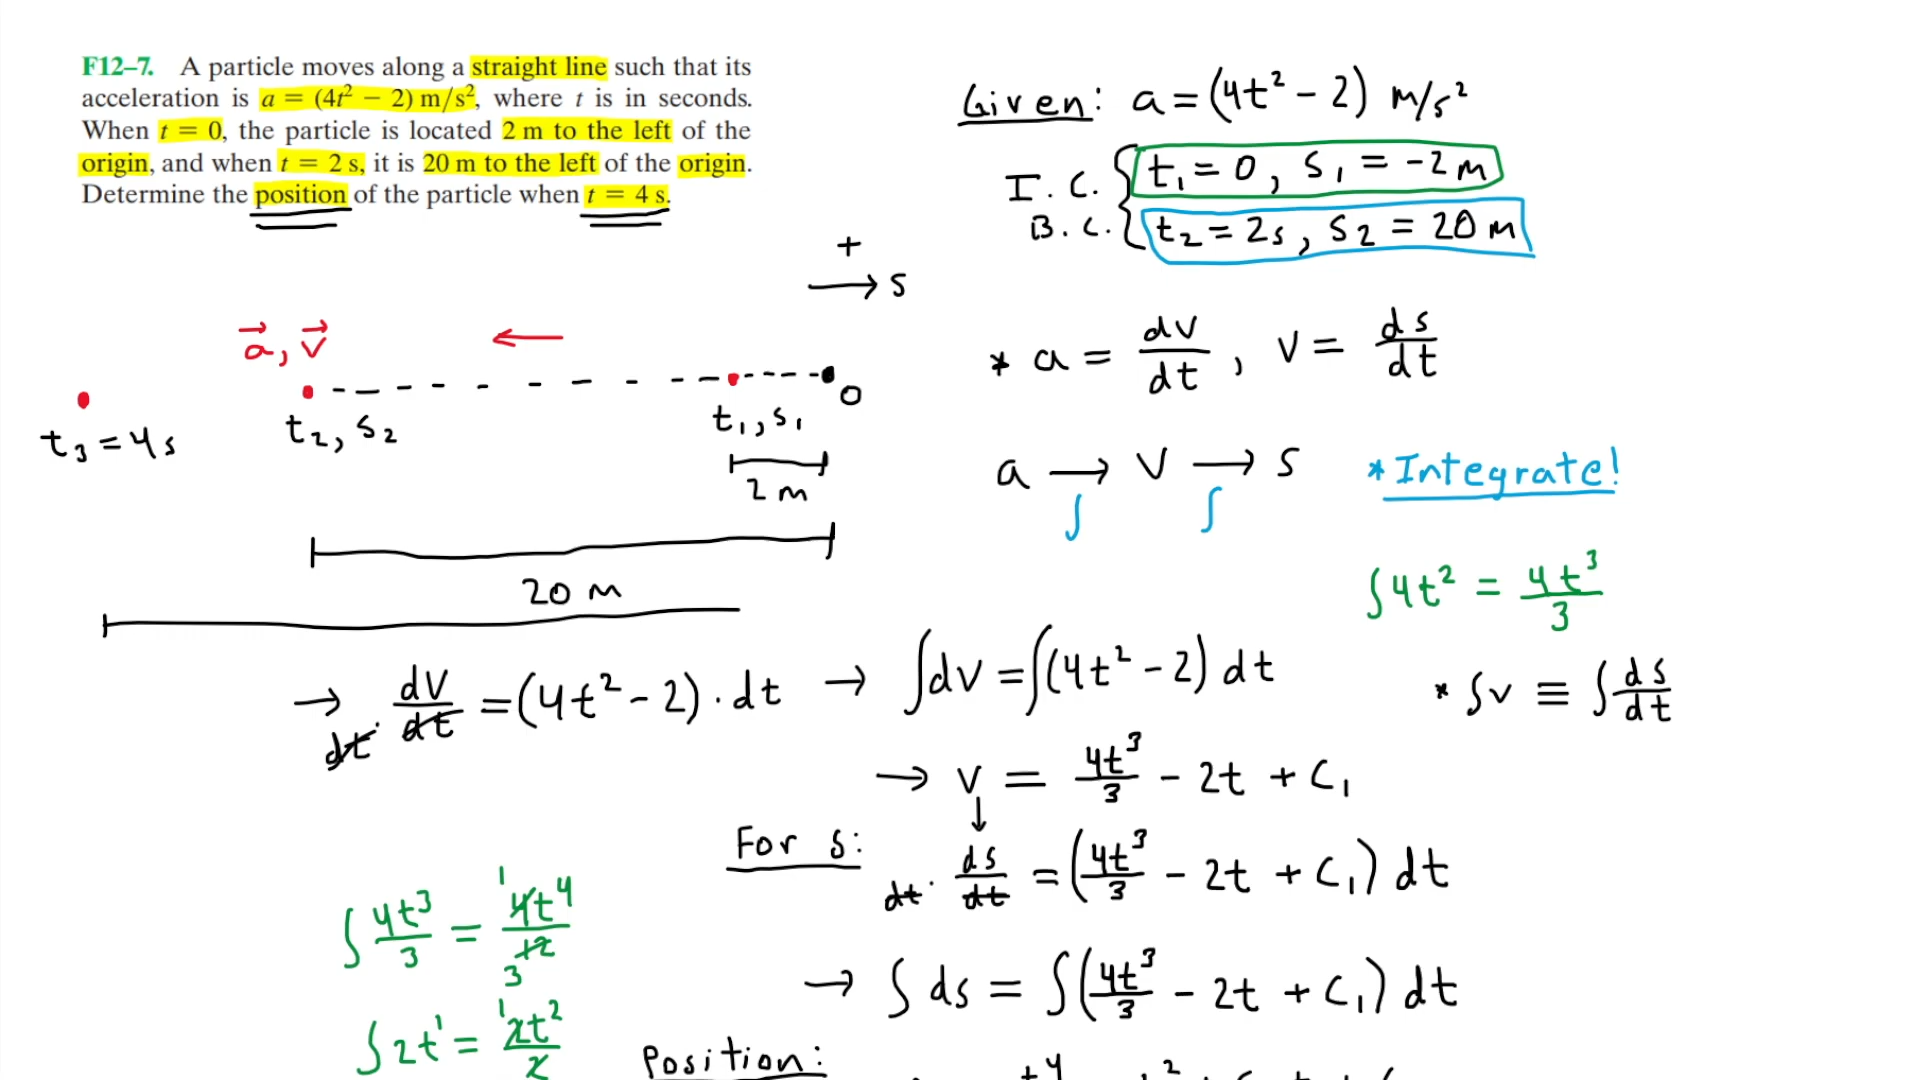 F12–7. A particle moves along a straight line such that its
acceleration is a = (4t² − 2) m/s², where t is in seconds.
When t = 0, the particle is located 2 m to the left of the
origin, and when t = 2 s, it is 20 m to the left of the origin.
Determine the position of the particle when t = 4 s.
Given: a = (4t² - 2) m/s²
I.C. t₁ = 0, s₁ = -2 m
B.C. t₂ = 2s, s₂ = 20 m
+
→ s
a⃗, v⃗ ←
* a = dv/dt, v = ds/dt
0
t₃ = 4s
t₂, s₂
t₁, s₁
2 m
a → v → s *Integrate!
∫ ∫
20 m
∫4t² = 4t³/3
→ dt · dv/dt = (4t² - 2) · dt → ∫dv = ∫(4t² - 2) dt
* ∫v ≡ ∫ds/dt
→ v = 4t³/3 - 2t + C₁
↓
For s: dt · ds/dt = (4t³/3 - 2t + C₁) dt
∫4t³/3 = 1 4t⁴/12 3
→ ∫ds = ∫(4t³/3 - 2t + C₁) dt
∫2t¹ = 1 2t²/2
Position: